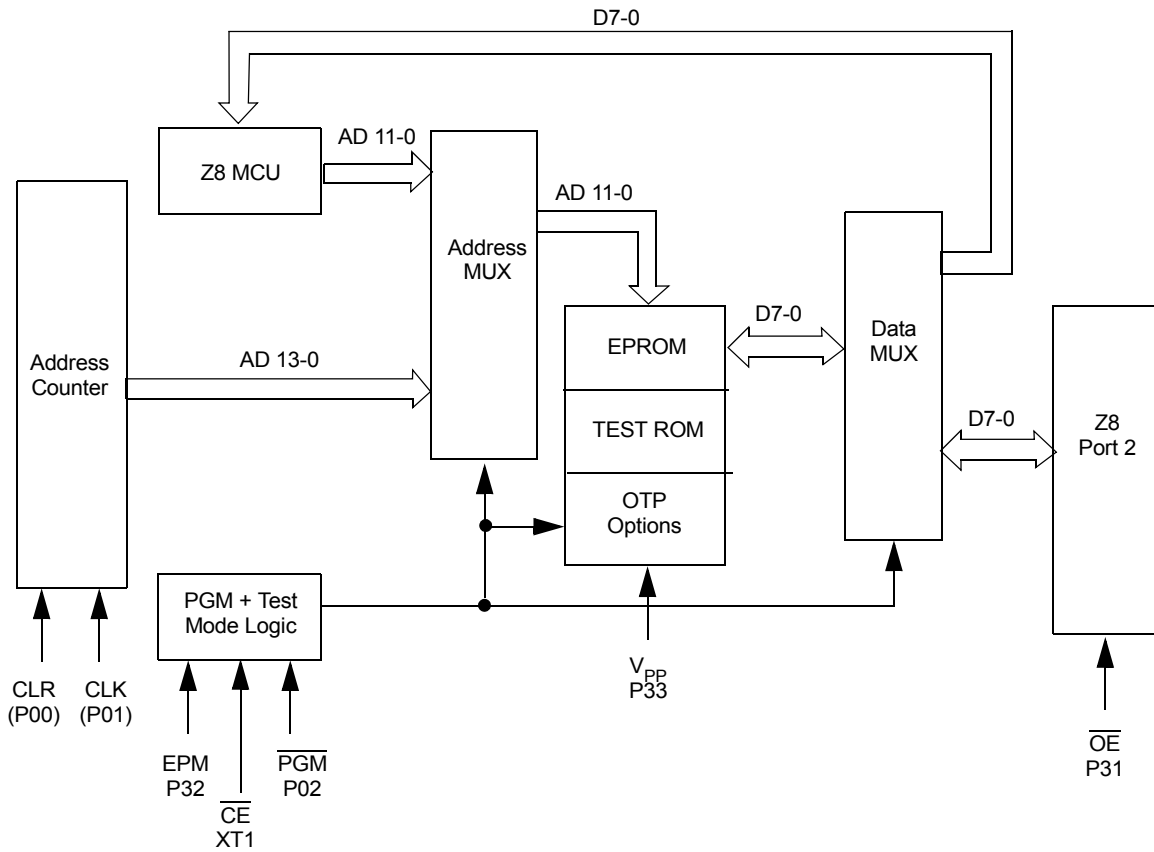 D7-0
Z8 MCU
AD 11-0
Address
MUX
AD 11-0
Address
Counter
AD 13-0
EPROM
TEST ROM
OTP
Options
D7-0
Data
MUX
D7-0
Z8
Port 2
PGM + Test
Mode Logic
CLR
(P00)
CLK
(P01)
EPM
P32
CE
XT1
PGM
P02
VPP
P33
OE
P31